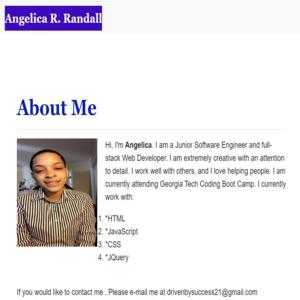 Angelica R. Randall
About Me
Hi, I'm Angelica. I am a Junior Software Engineer and full-
stack Web Developer. I am extremely creative with an attention
to detail. I work well with others, and I love helping people. I am
currently attending Georgia Tech Coding Boot Camp. I currently
work with:
1. *HTML
2. *JavaScript
3. *CSS
4. *JQuery
If you would like to contact me , Please e-mail me at drivenbysuccess21@gmail.com